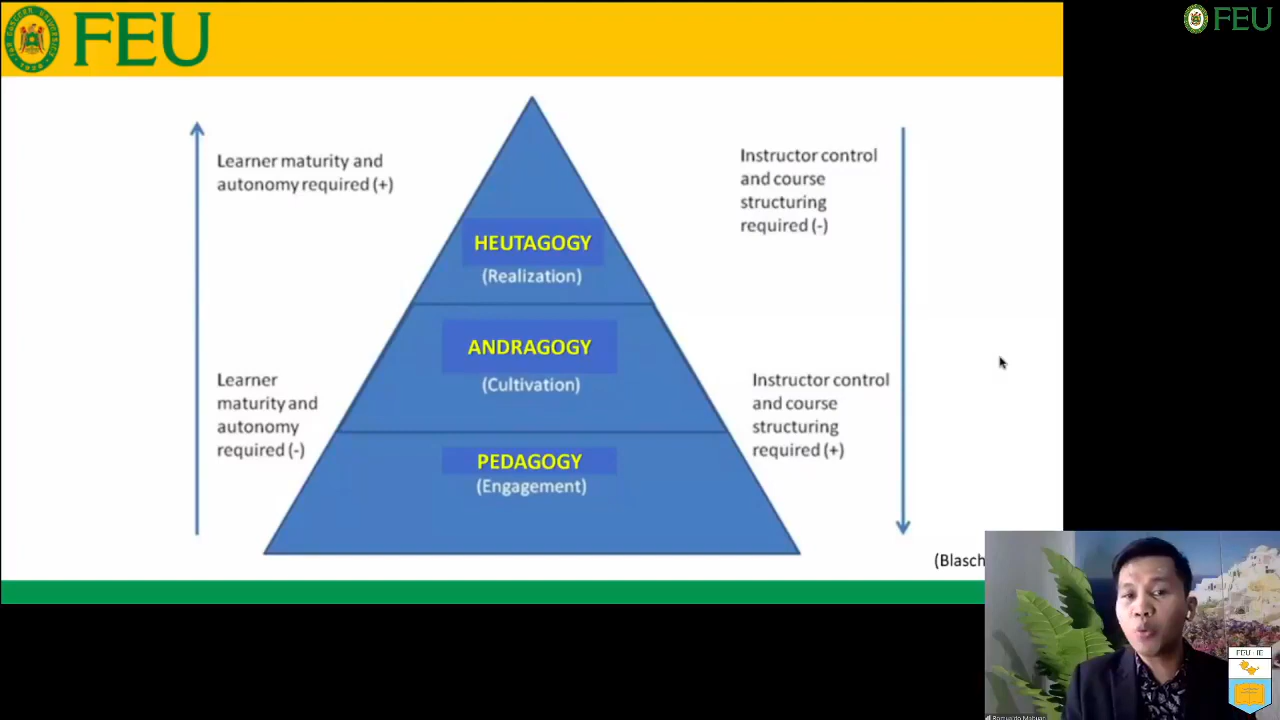 FEU
FEU
Learner maturity and
autonomy required (+)
Instructor control
and course
structuring
required (-)
HEUTAGOGY
(Realization)
ANDRAGOGY
(Cultivation)
Learner
maturity and
autonomy
required (-)
Instructor control
and course
structuring
required (+)
PEDAGOGY
(Engagement)
(Blasch